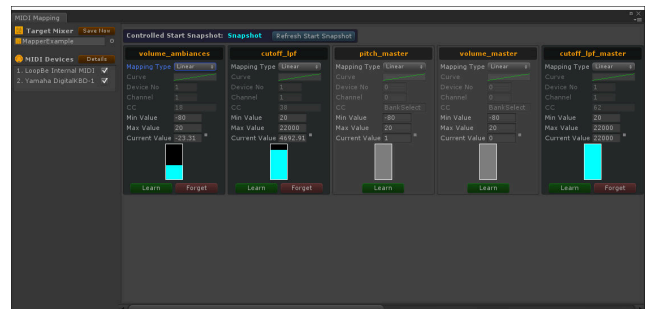 MIDI Mapping
Target Mixer Save Now
MapperExample
MIDI Devices Details
1. LoopBe Internal MIDI
2. Yamaha DigitalKBD-1
Controlled Start Snapshot: Snapshot Refresh Start Snapshot
volume_ambiances
Mapping Type Linear
Curve
Device No 1
Channel 1
CC 10
Min Value -80
Max Value 20
Current Value -23.31
Learn Forget
cutoff_lpf
Mapping Type Linear
Curve
Device No 1
Channel 1
CC 36
Min Value 20
Max Value 22000
Current Value 4692.91
Learn Forget
pitch_master
Mapping Type Linear
Curve
Device No 0
Channel 0
CC BankSelect
Min Value -80
Max Value 20
Current Value 1
Learn
volume_master
Mapping Type Linear
Curve
Device No 0
Channel 0
CC BankSelect
Min Value -80
Max Value 20
Current Value 0
Learn
cutoff_lpf_master
Mapping Type Linear
Curve
Device No 1
Channel 1
CC 82
Min Value 20
Max Value 22000
Current Value 22000
Learn Forget